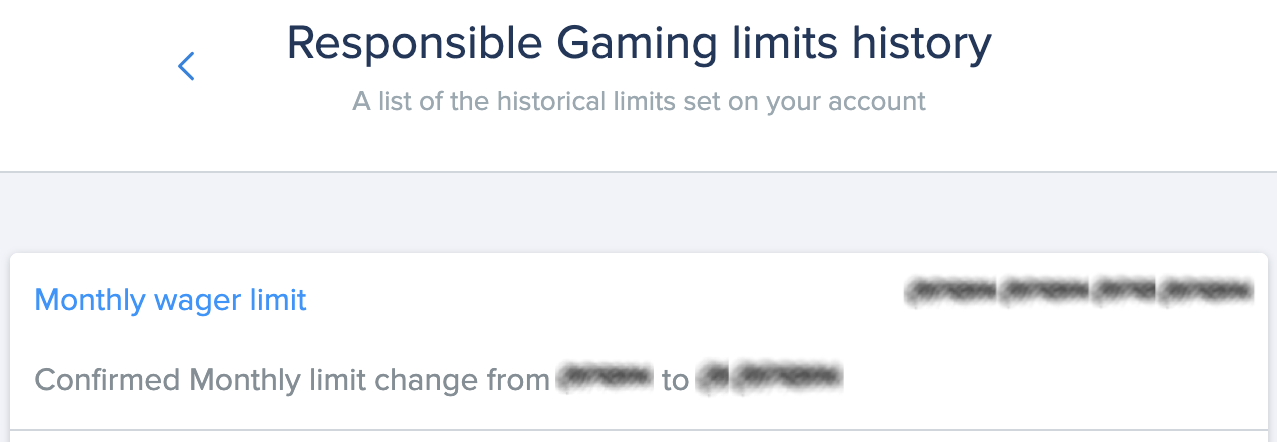 Responsible Gaming limits history
A list of the historical limits set on your account
Monthly wager limit
Confirmed Monthly limit change from to